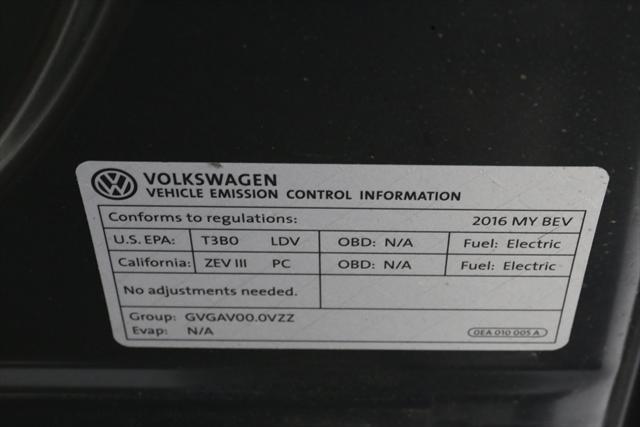 VOLKSWAGEN
VEHICLE EMISSION CONTROL INFORMATION
Conforms to regulations: 2016 MY BEV
U.S. EPA: T3B0 LDV OBD: N/A Fuel: Electric
California: ZEV III PC OBD: N/A Fuel: Electric
No adjustments needed.
Group: GVGAV00.0VZZ
Evap: N/A 0EA 010 005 A